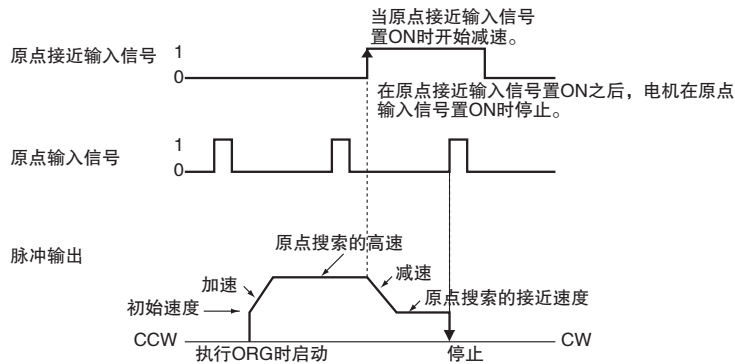 当原点接近输入信号
置ON时开始减速。
原点接近输入信号
1
0
在原点接近输入信号置ON之后，电机在原点
输入信号置ON时停止。
原点输入信号
1
0
脉冲输出
原点搜索的高速
加速
减速
初始速度
原点搜索的接近速度
CCW
CW
执行ORG时启动
停止